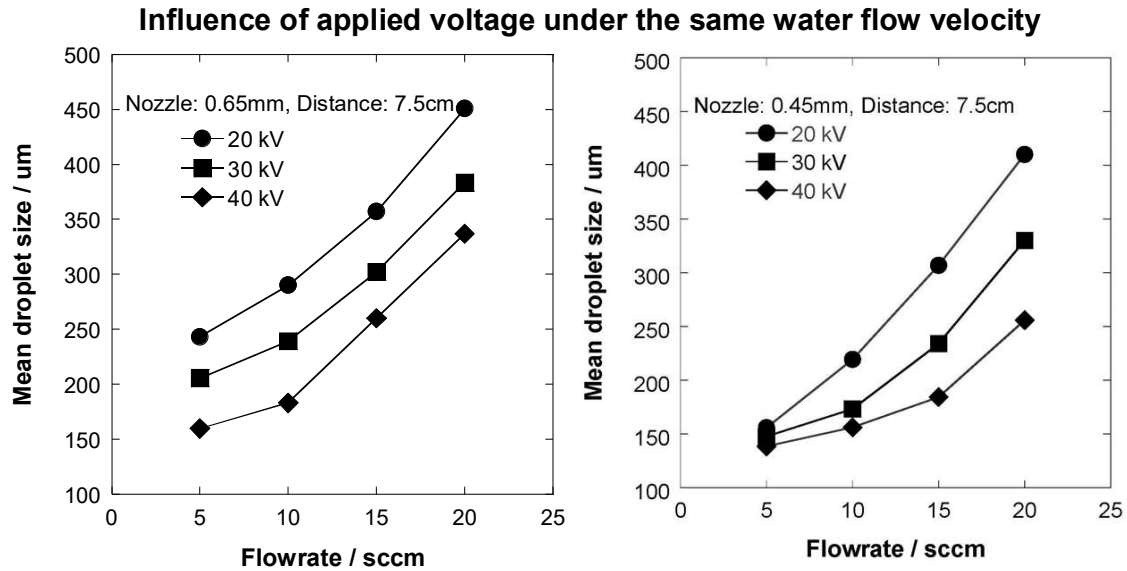 Influence of applied voltage under the same water flow velocity
500
450
400
350
300
250
200
150
100
0
5
10
15
20
25
Mean droplet size / um
Flowrate / sccm
Nozzle: 0.65mm, Distance: 7.5cm
20 kV
30 kV
40 kV
500
450
400
350
300
250
200
150
100
0
5
10
15
20
25
Mean droplet size / um
Flowrate / sccm
Nozzle: 0.45mm, Distance: 7.5cm
20 kV
30 kV
40 kV